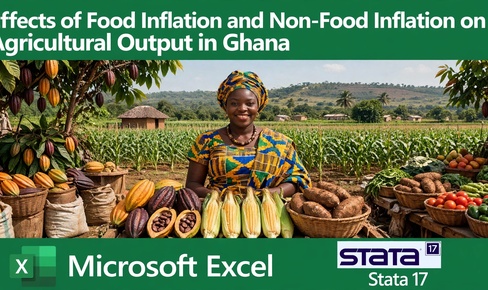 ffects of Food Inflation and Non-Food Inflation on
Agricultural Output in Ghana
X
Microsoft Excel
STATA 17
Stata 17